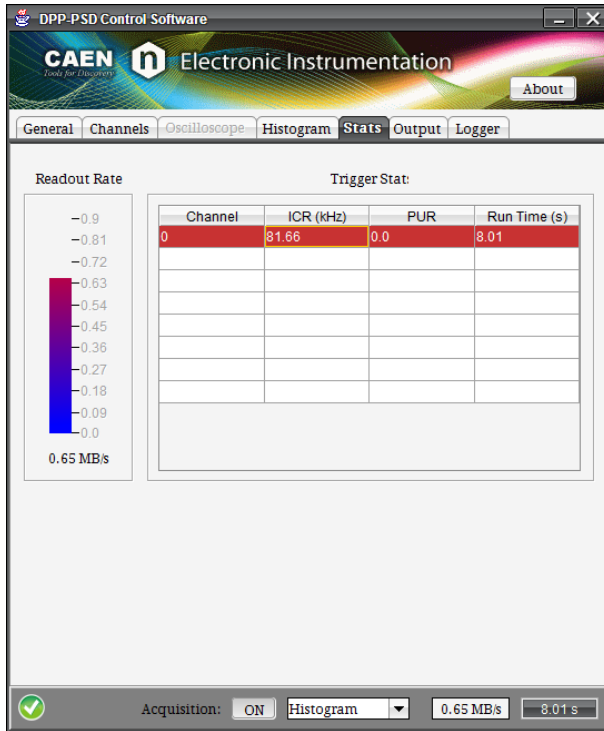 DPP-PSD Control Software
CAEN n Electronic Instrumentation
Tools for Discovery
About
General Channels Oscilloscope Histogram Stats Output Logger
Readout Rate
0.9
0.81
0.72
0.63
0.54
0.45
0.36
0.27
0.18
0.09
0.0
0.65 MB/s
Trigger Stat:
Channel ICR (kHz) PUR Run Time (s)
0 81.66 0.0 8.01
Acquisition: ON Histogram 0.65 MB/s 8.01 s